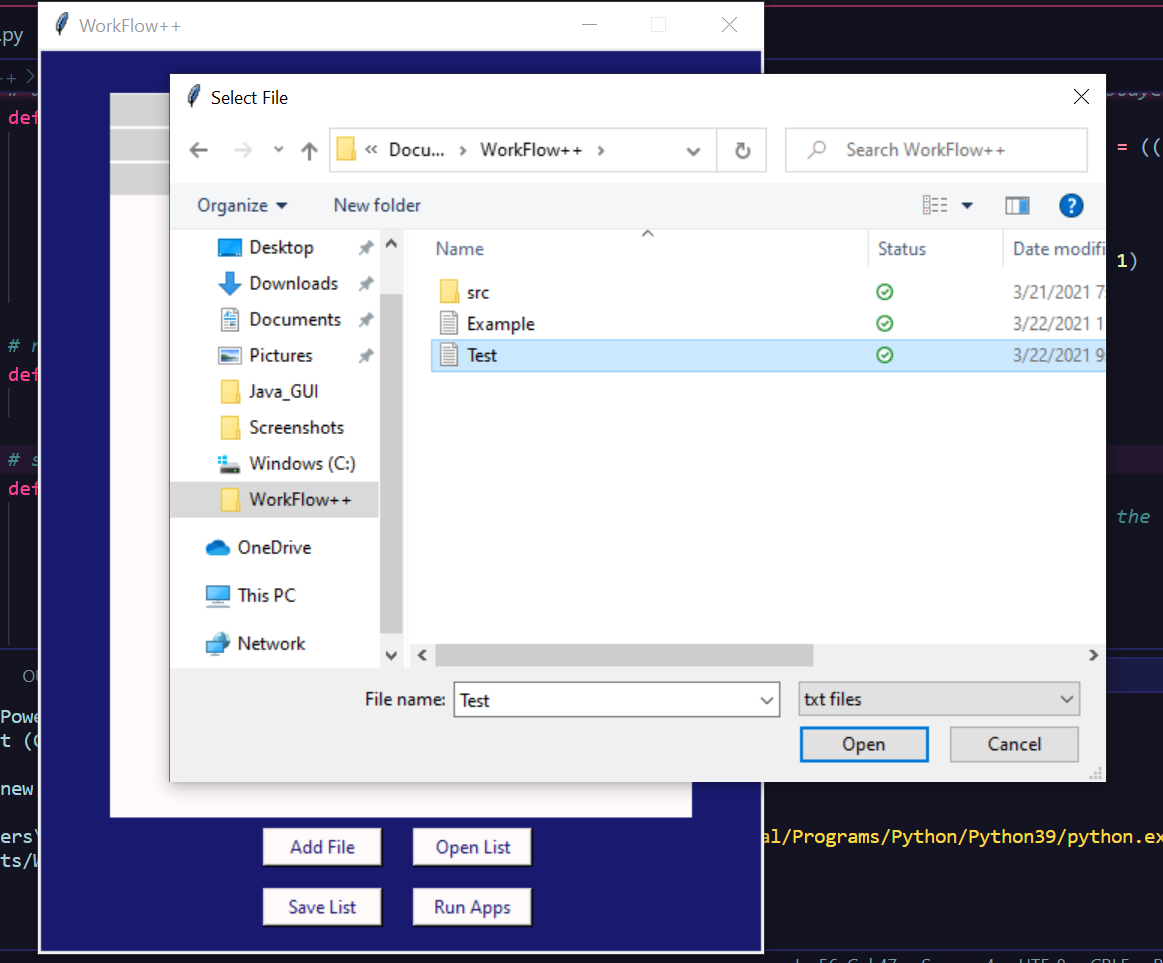 WorkFlow++
.py
Select File
def
« Docu... > WorkFlow++ >
Search WorkFlow++
= ((
Organize
New folder
Name
Status
Date modifi
Desktop
Downloads
Documents
Pictures
Java_GUI
Screenshots
Windows (C:)
WorkFlow++
OneDrive
This PC
Network
src
3/21/2021 7
Example
3/22/2021 1
Test
3/22/2021 9
1)
#
def
#
def
the
File name:
Test
txt files
Open
Cancel
Powe
t (
new
ers\
al/Programs/Python/Python39/python.ex
ts/W
Add File
Open List
Save List
Run Apps